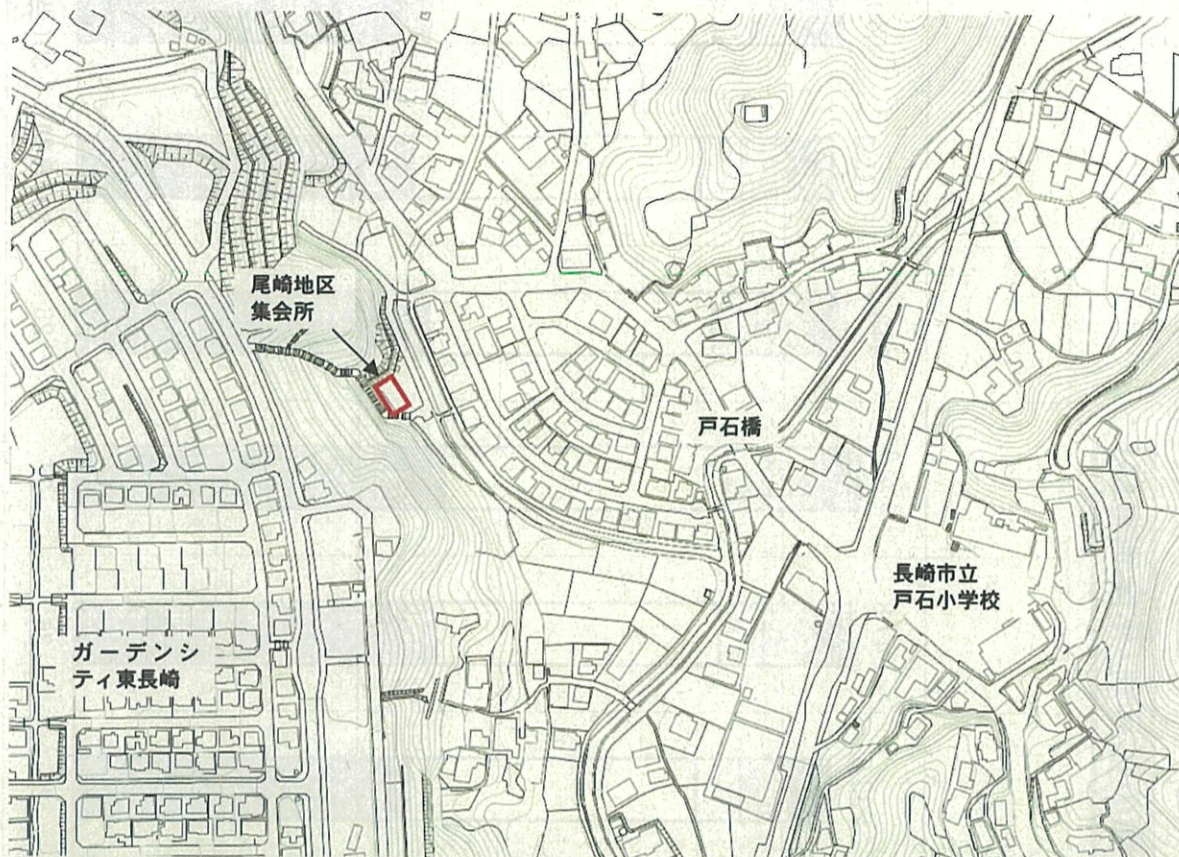 尾崎地区
集会所
戸石橋
長崎市立
戸石小学校
ガーデンシ
ティ東長崎